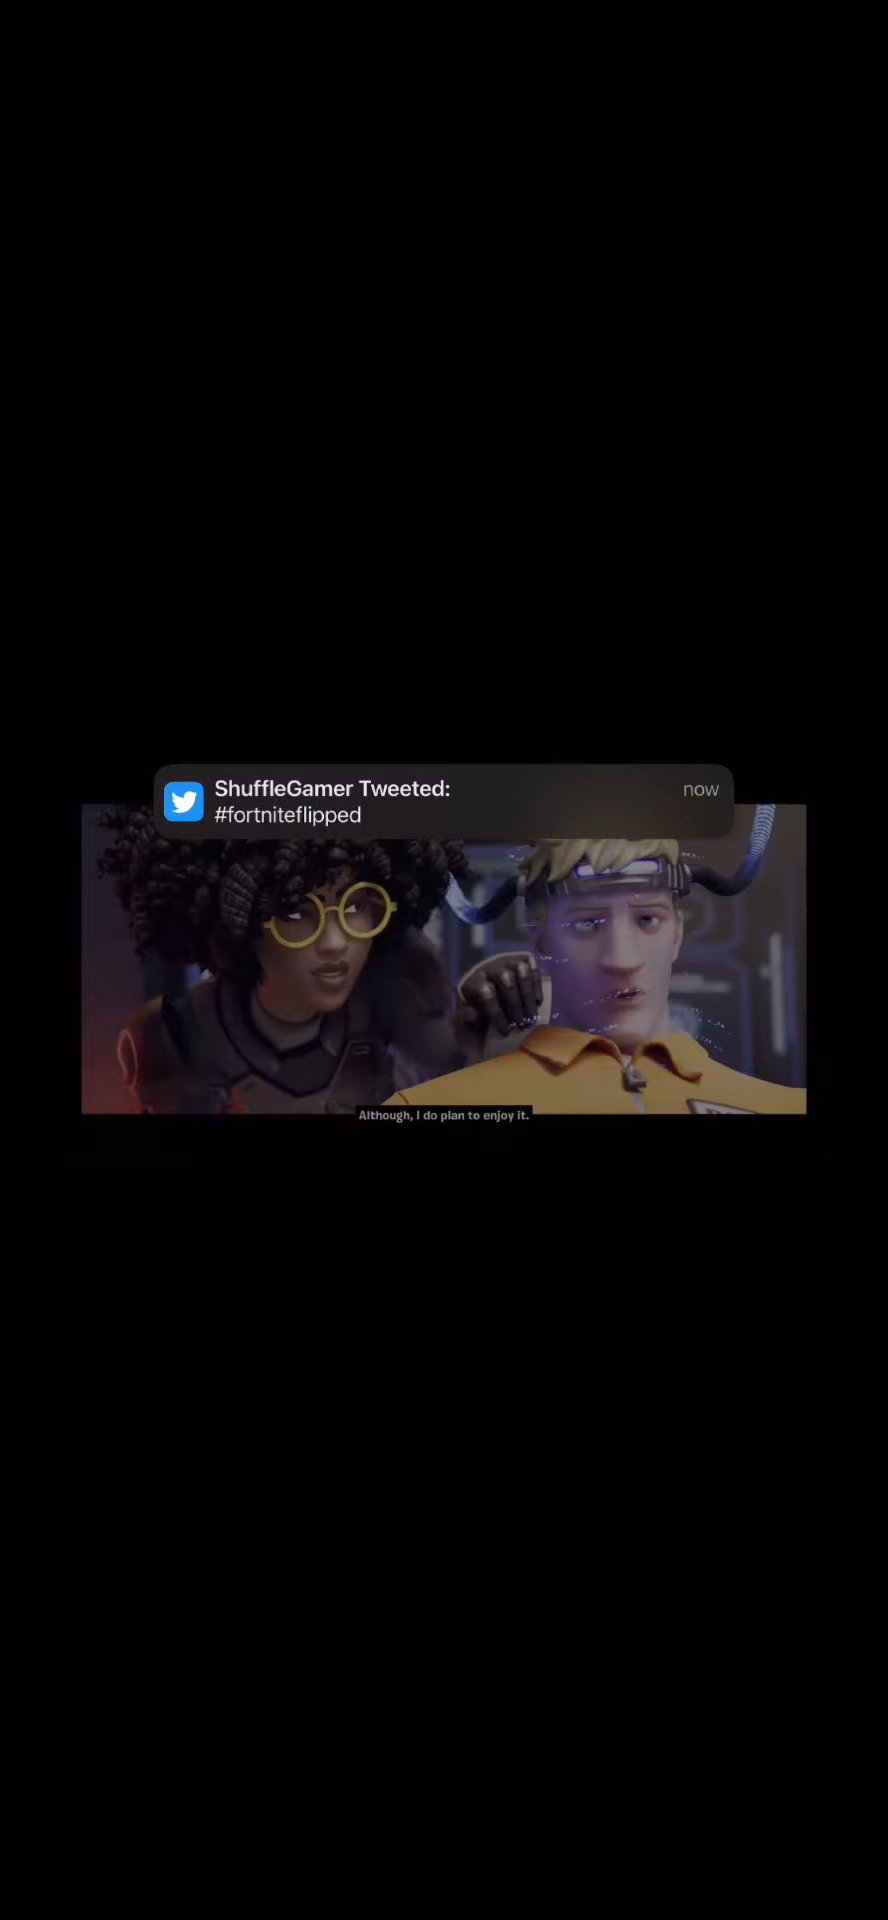 ShuffleGamer Tweeted:
now
#fortniteflipped
Although, I do plan to enjoy it.